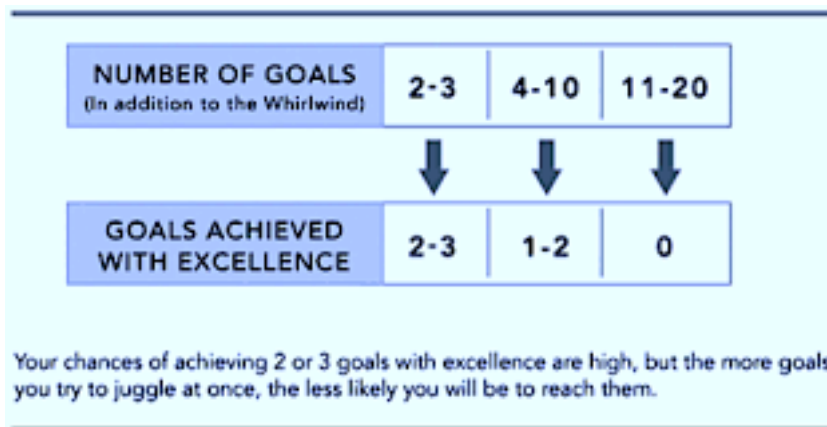 NUMBER OF GOALS 2-3 4-10 11-20
(In addition to the Whirlwind)
GOALS ACHIEVED
WITH EXCELLENCE 2-3 1-2 0
Your chances of achieving 2 or 3 goals with excellence are high, but the more goals
you try to juggle at once, the less likely you will be to reach them.